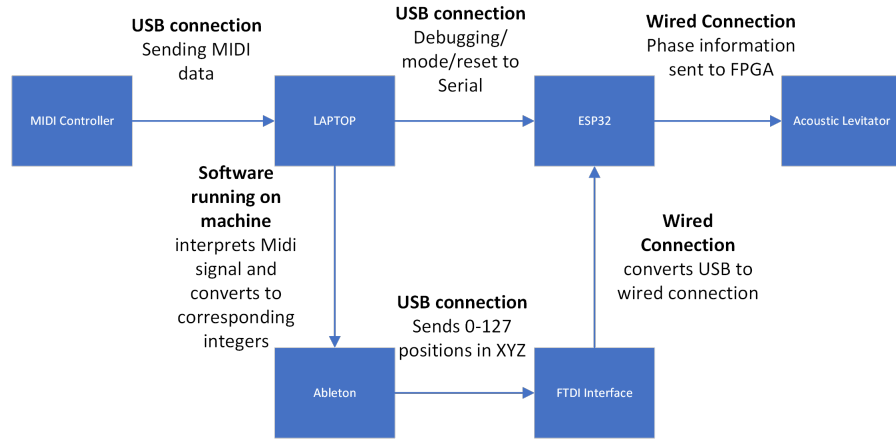 USB connection
Sending MIDI
data
USB connection
Debugging/
mode/reset to
Serial
Wired Connection
Phase information
sent to FPGA
MIDI Controller
LAPTOP
ESP32
Acoustic Levitator
Software
running on
machine
interprets Midi
signal and
converts to
corresponding
integers
Wired
Connection
converts USB to
wired connection
USB connection
Sends 0-127
positions in XYZ
Ableton
FTDI Interface